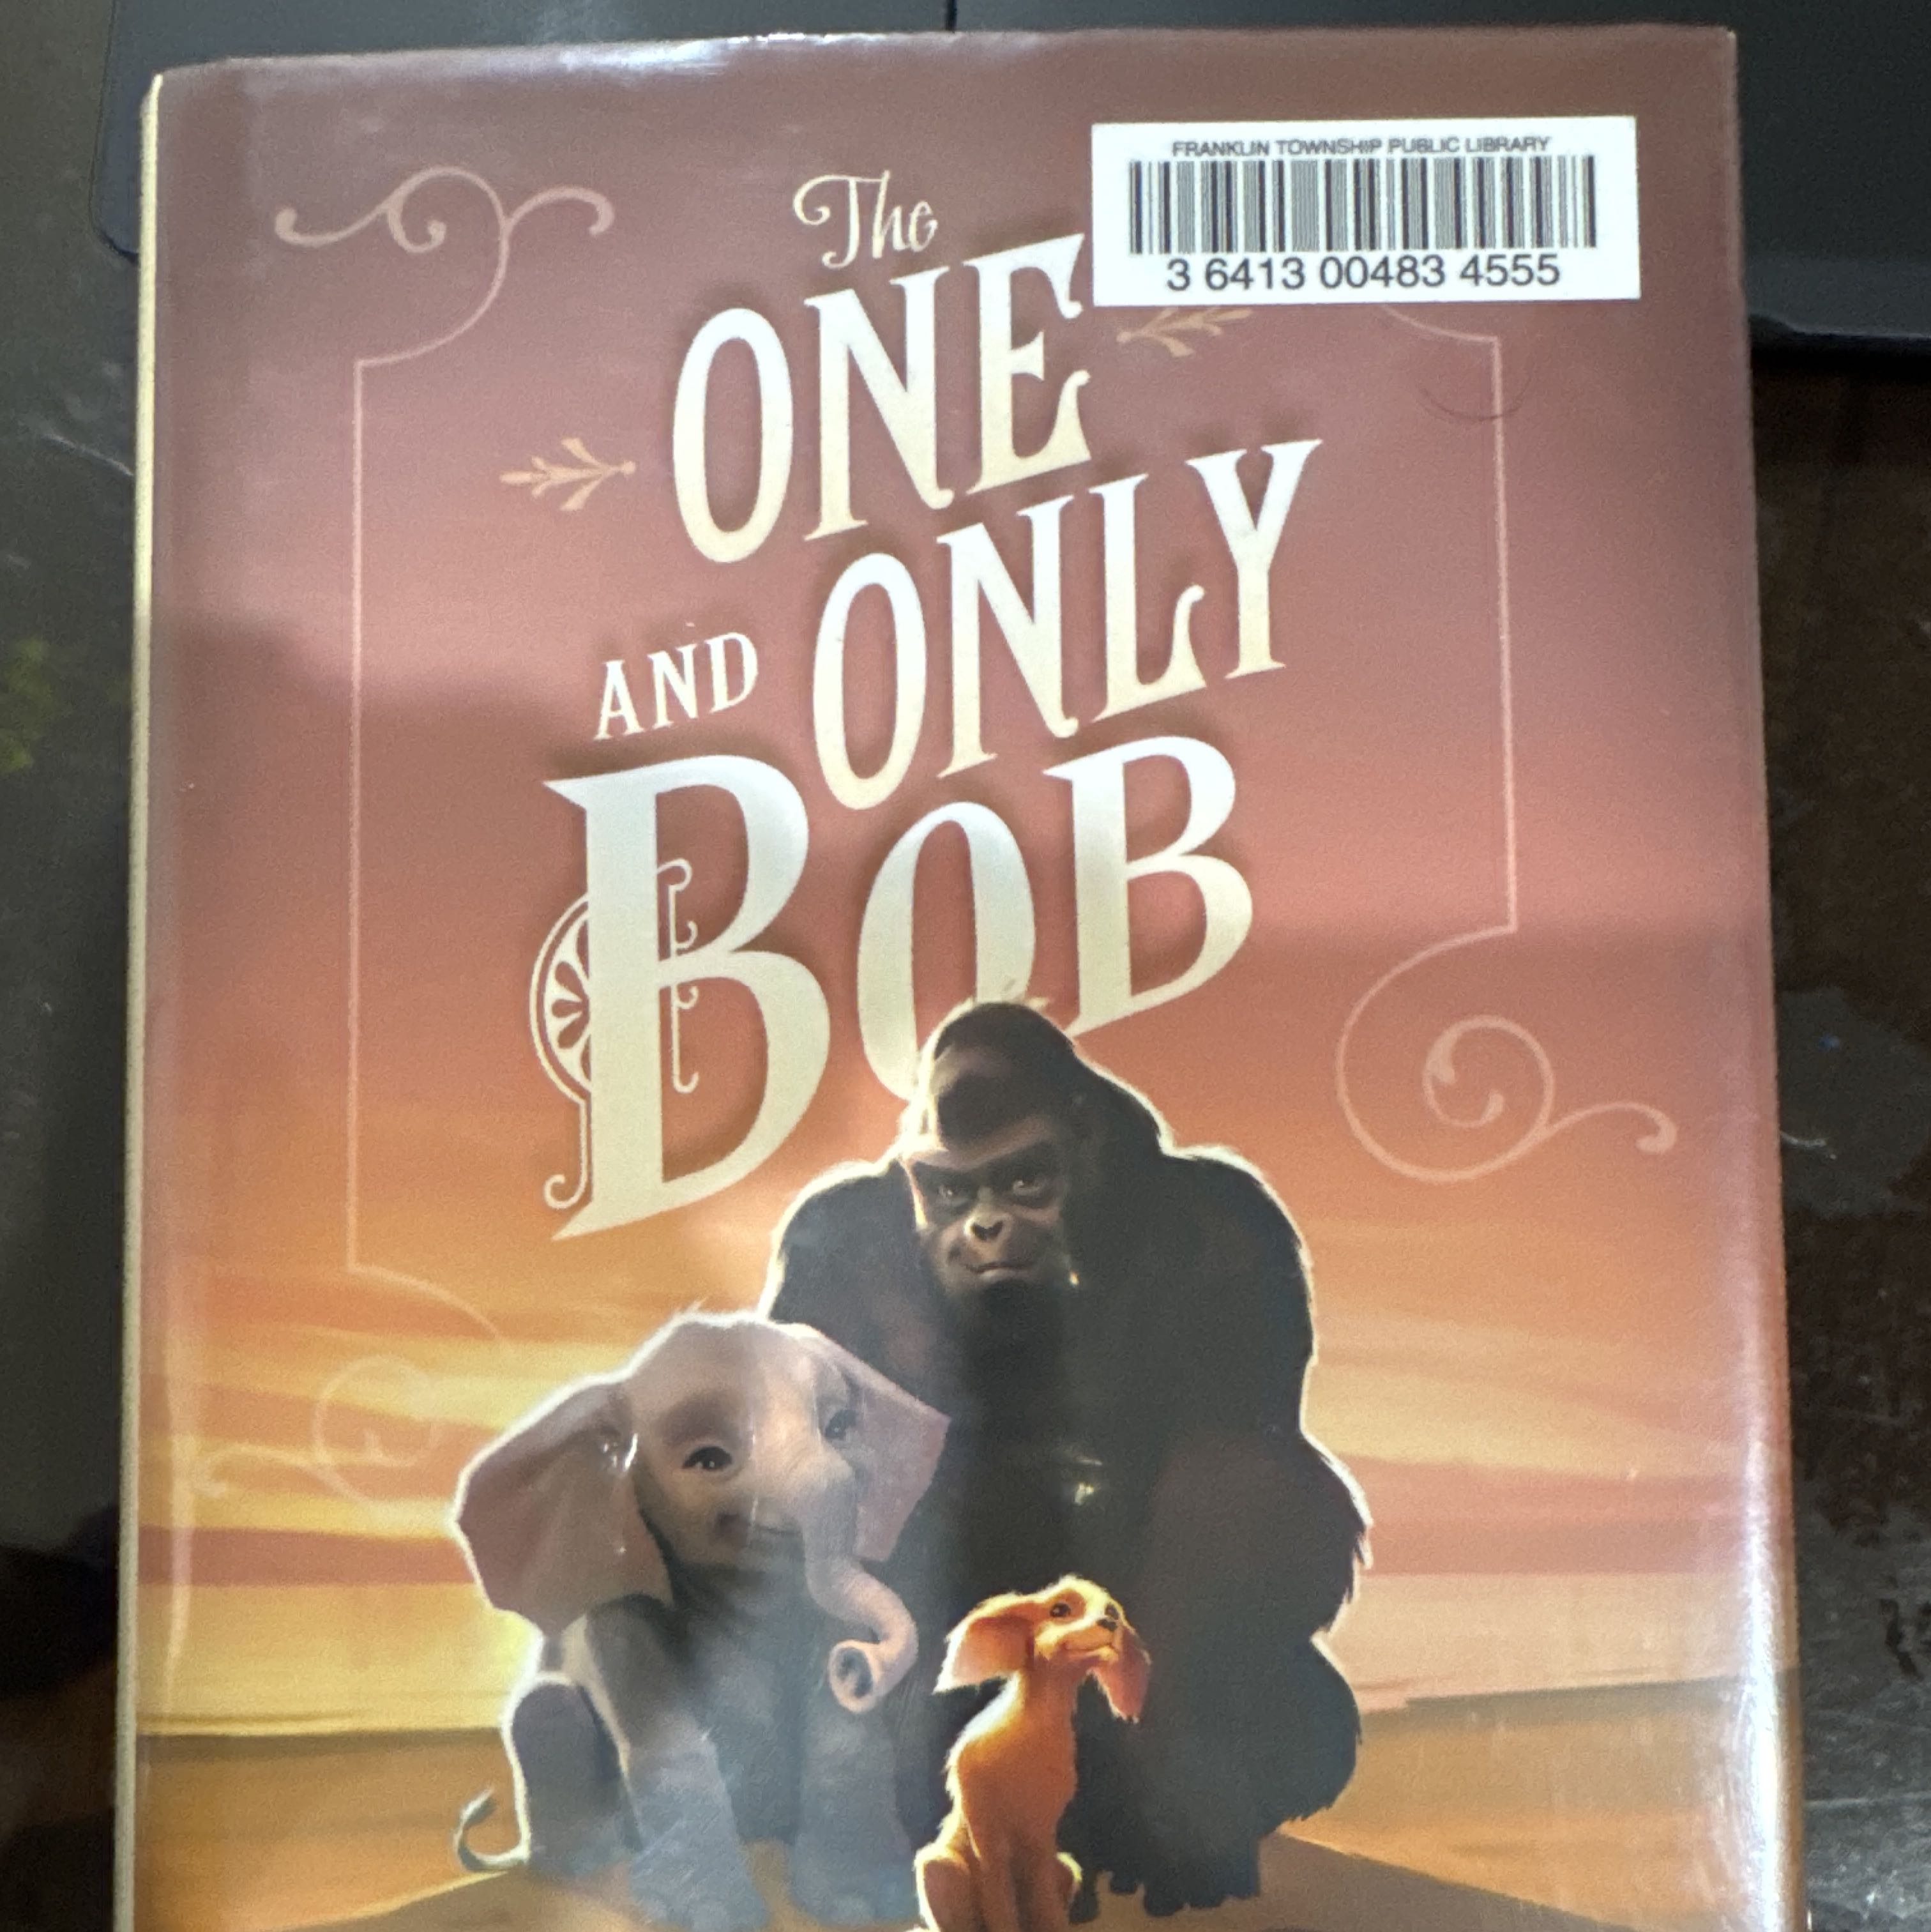 FRANKLIN TOWNSHIP PUBLIC LIBRARY
3 6413 00483 4555
The
ONE
AND ONLY
BOB